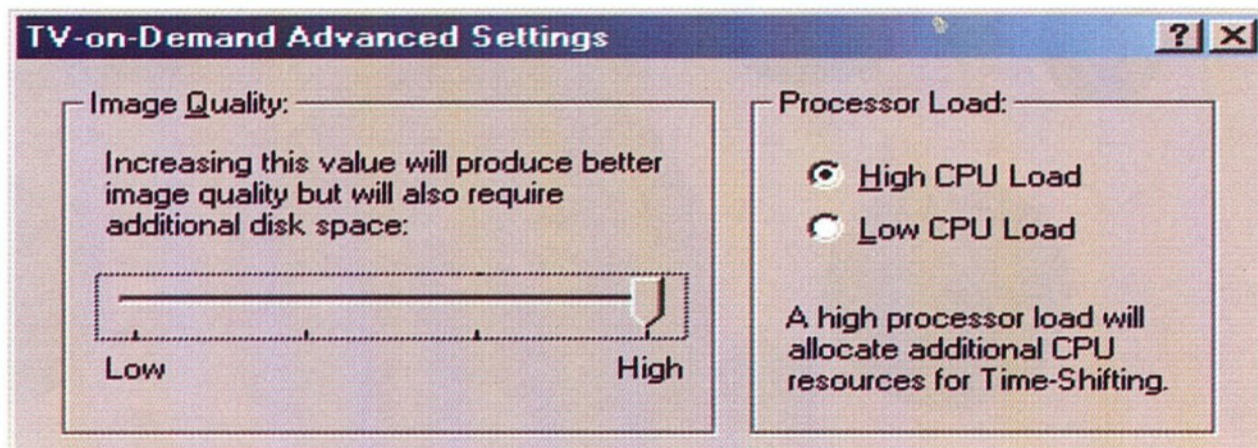 TV-on-Demand Advanced Settings
? X
Image Quality:
Increasing this value will produce better
image quality but will also require
additional disk space:
Low High
Processor Load:
High CPU Load
Low CPU Load
A high processor load will
allocate additional CPU
resources for Time-Shifting.